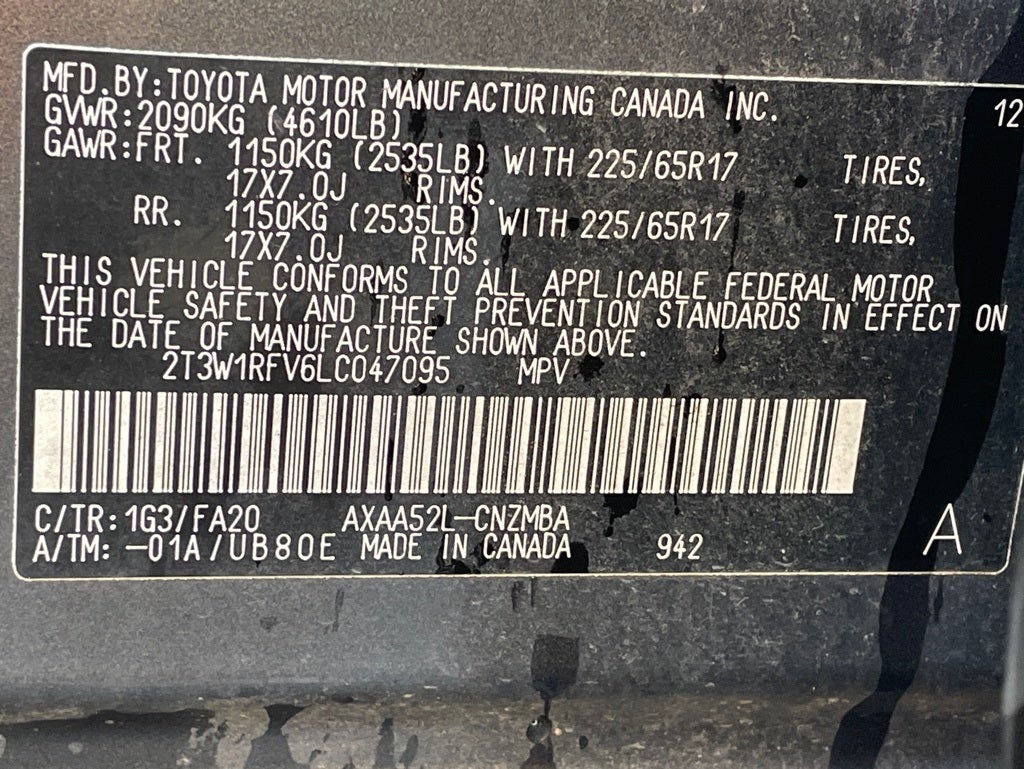 MFD.BY:TOYOTA MOTOR MANUFACTURING CANADA INC. 12
GVWR:2090KG (4610LB)
GAWR:FRT. 1150KG (2535LB) WITH 225/65R17 TIRES,
17X7.0J RIMS.
RR. 1150KG (2535LB) WITH 225/65R17 TIRES,
17X7.0J RIMS.
THIS VEHICLE CONFORMS TO ALL APPLICABLE FEDERAL MOTOR
VEHICLE SAFETY AND THEFT PREVENTION STANDARDS IN EFFECT ON
THE DATE OF MANUFACTURE SHOWN ABOVE.
2T3W1RFV6LC047095 MPV
C/TR:1G3/FA20 AXAA52L-CNZMBA
A/TM:-01A/UB80E MADE IN CANADA 942 A